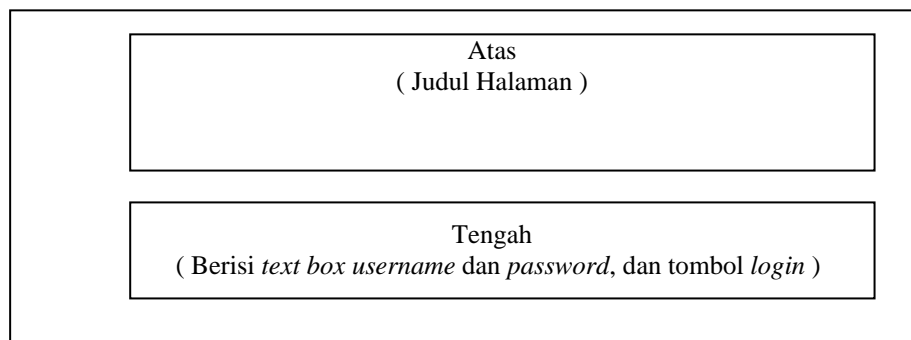 Atas
( Judul Halaman )
Tengah
( Berisi text box username dan password, dan tombol login )